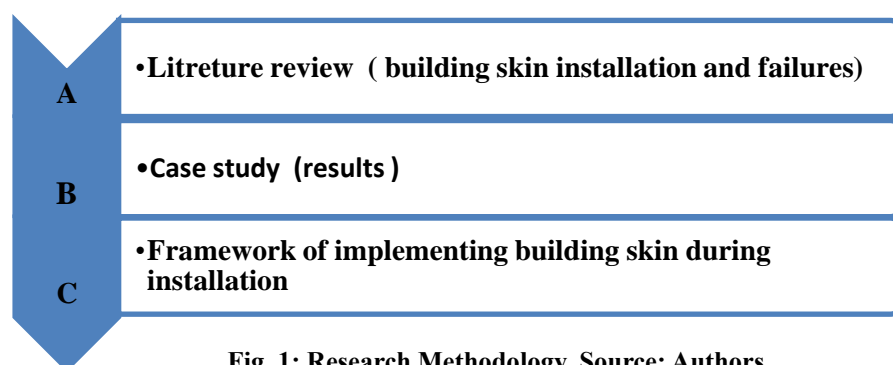 A
•Litreture review ( building skin installation and failures)
B
•Case study (results )
C
•Framework of implementing building skin during
installation
Fig. 1: Research Methodology. Source: Authors